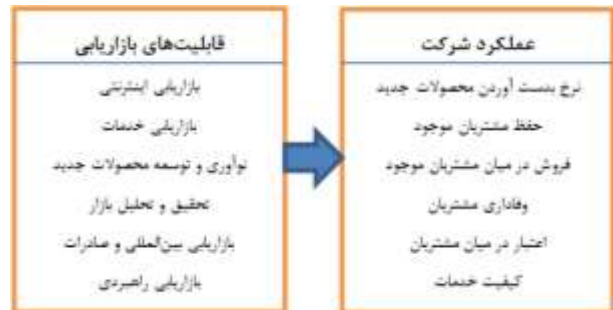 قابلیت‌های بازاریابی
بازاریابی اینترنتی
بازاریابی خدمات
نوآوری و توسعه محصولات جدید
تحقیق و تحلیل بازار
بازاریابی بین‌المللی و صادرات
بازاریابی راهبردی
عملکرد شرکت
نرخ بدست آوردن محصولات جدید
حفظ مشتریان موجود
فروش در میان مشتریان موجود
وفاداری مشتریان
اعتبار در میان مشتریان
کیفیت خدمات